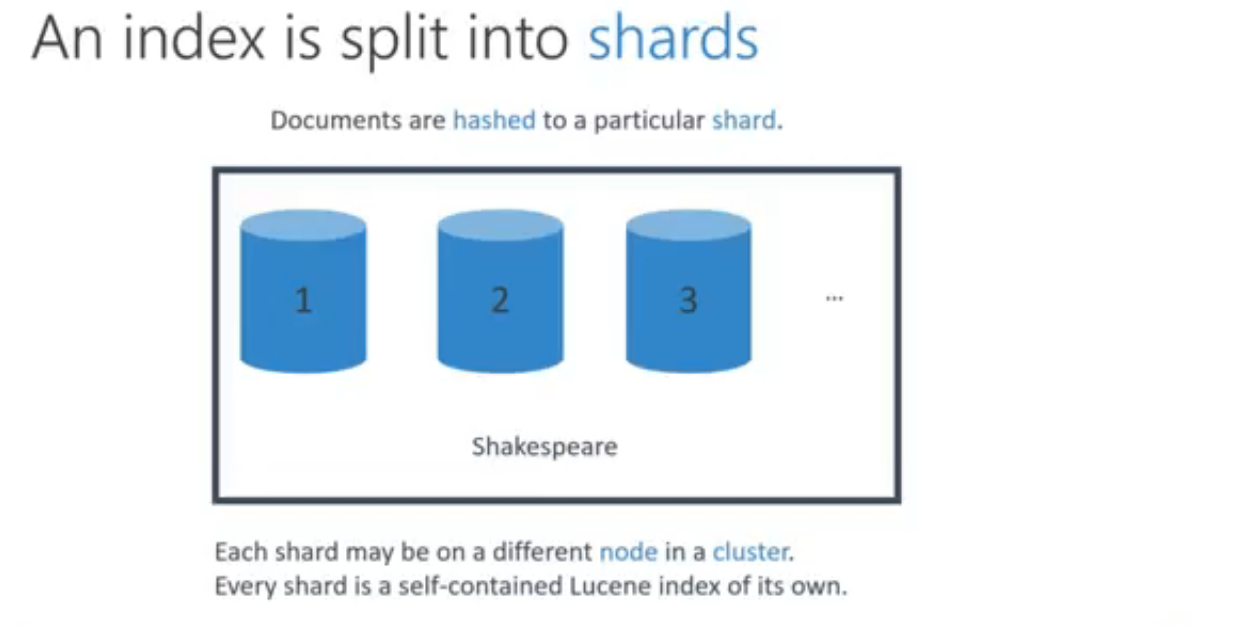 An index is split into shards
Documents are hashed to a particular shard.
1 2 3 ...
Shakespeare
Each shard may be on a different node in a cluster.
Every shard is a self-contained Lucene index of its own.